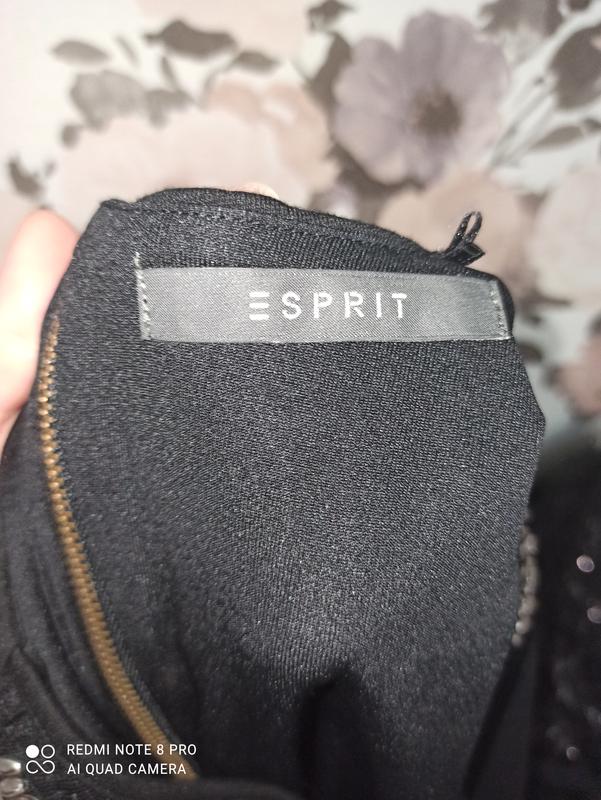 ESPRIT
REDMI NOTE 8 PRO
AI QUAD CAMERA